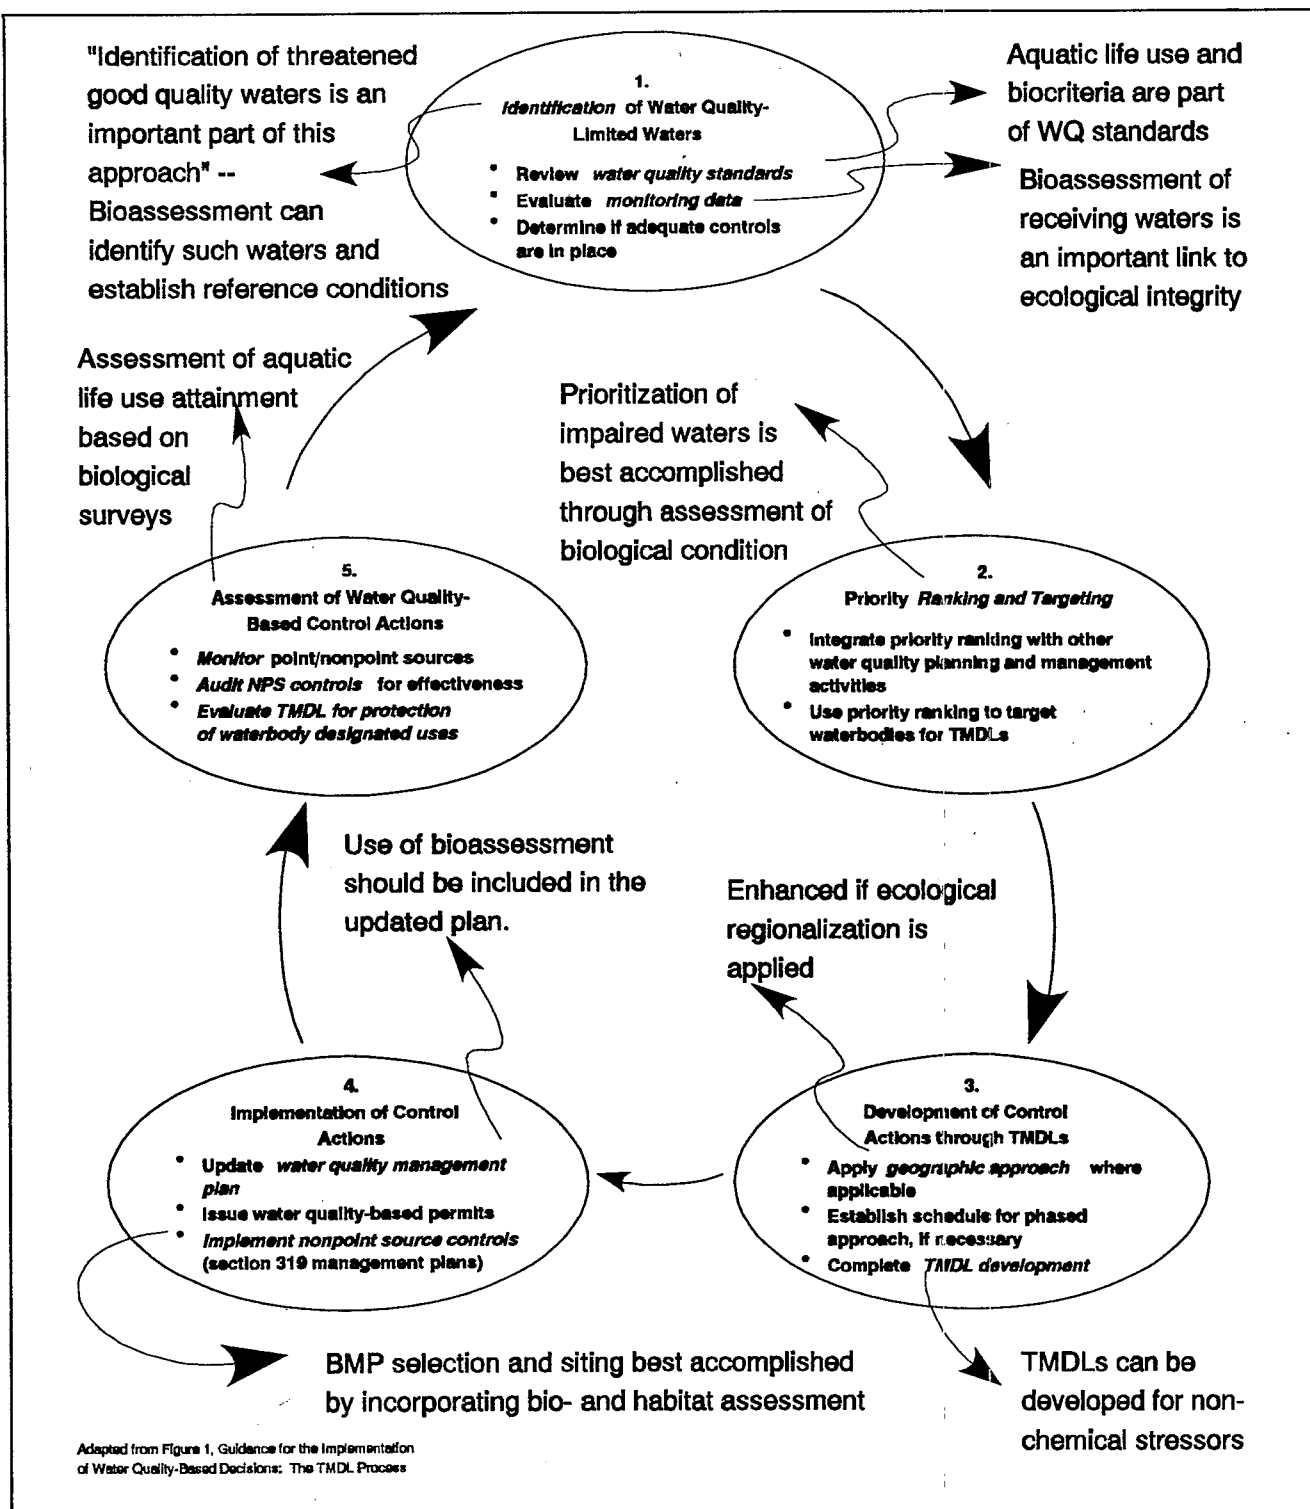 "Identification of threatened
good quality waters is an
important part of this
approach" --
Bioassessment can
identify such waters and
establish reference conditions
1.
Identification of Water Quality-
Limited Waters
• Review water quality standards
• Evaluate monitoring data
• Determine if adequate controls
are in place
Aquatic life use and
biocriteria are part
of WQ standards
Bioassessment of
receiving waters is
an important link to
ecological integrity
Assessment of aquatic
life use attainment
based on
biological
surveys
Prioritization of
impaired waters is
best accomplished
through assessment of
biological condition
5.
Assessment of Water Quality-
Based Control Actions
• Monitor point/nonpoint sources
• Audit NPS controls for effectiveness
• Evaluate TMDL for protection
of waterbody designated uses
2.
Priority Ranking and Targeting
• Integrate priority ranking with other
water quality planning and management
activities
• Use priority ranking to target
waterbodies for TMDLs
Use of bioassessment
should be included in the
updated plan.
Enhanced if ecological
regionalization is
applied
4.
Implementation of Control
Actions
• Update water quality management
plan
• Issue water quality-based permits
• Implement nonpoint source controls
(section 319 management plans)
3.
Development of Control
Actions through TMDLs
• Apply geographic approach where
applicable
• Establish schedule for phased
approach, if necessary
• Complete TMDL development
BMP selection and siting best accomplished
by incorporating bio- and habitat assessment
TMDLs can be
developed for non-
chemical stressors
Adapted from Figure 1, Guidance for the Implementation
of Water Quality-Based Decisions: The TMDL Process